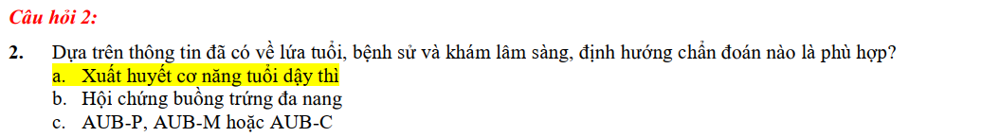 Câu hỏi 2:
2. Dựa trên thông tin đã có về lứa tuổi, bệnh sử và khám lâm sàng, định hướng chẩn đoán nào là phù hợp?
a. Xuất huyết cơ năng tuổi dậy thì
b. Hội chứng buồng trứng đa nang
c. AUB-P, AUB-M hoặc AUB-C